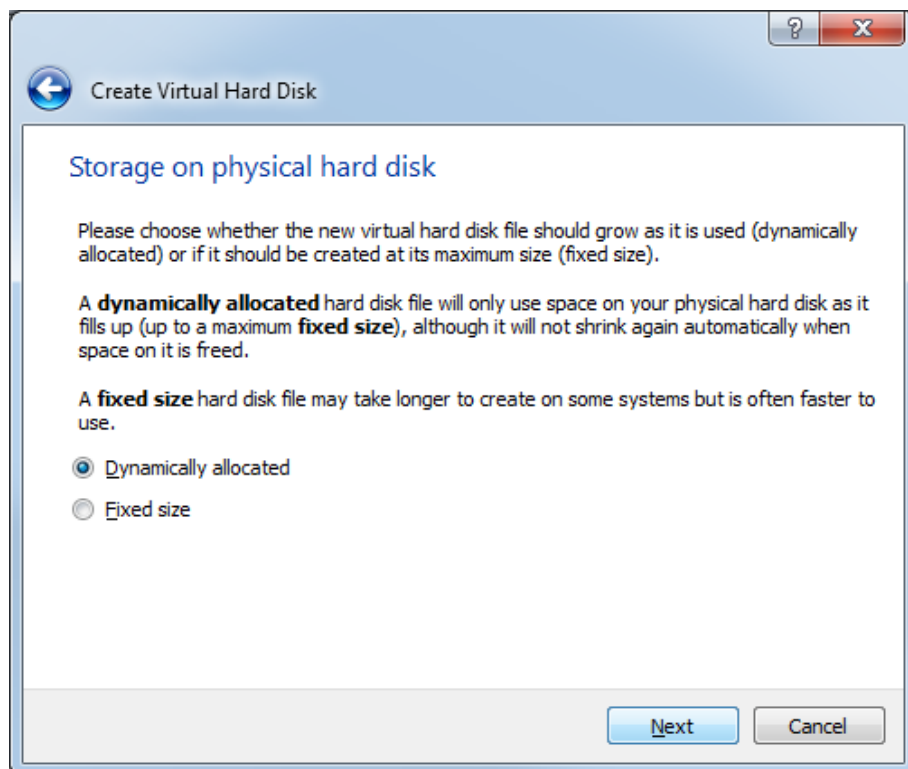 ?
X
Create Virtual Hard Disk
Storage on physical hard disk
Please choose whether the new virtual hard disk file should grow as it is used (dynamically
allocated) or if it should be created at its maximum size (fixed size).
A dynamically allocated hard disk file will only use space on your physical hard disk as it
fills up (up to a maximum fixed size), although it will not shrink again automatically when
space on it is freed.
A fixed size hard disk file may take longer to create on some systems but is often faster to
use.
Dynamically allocated
Fixed size
Next
Cancel